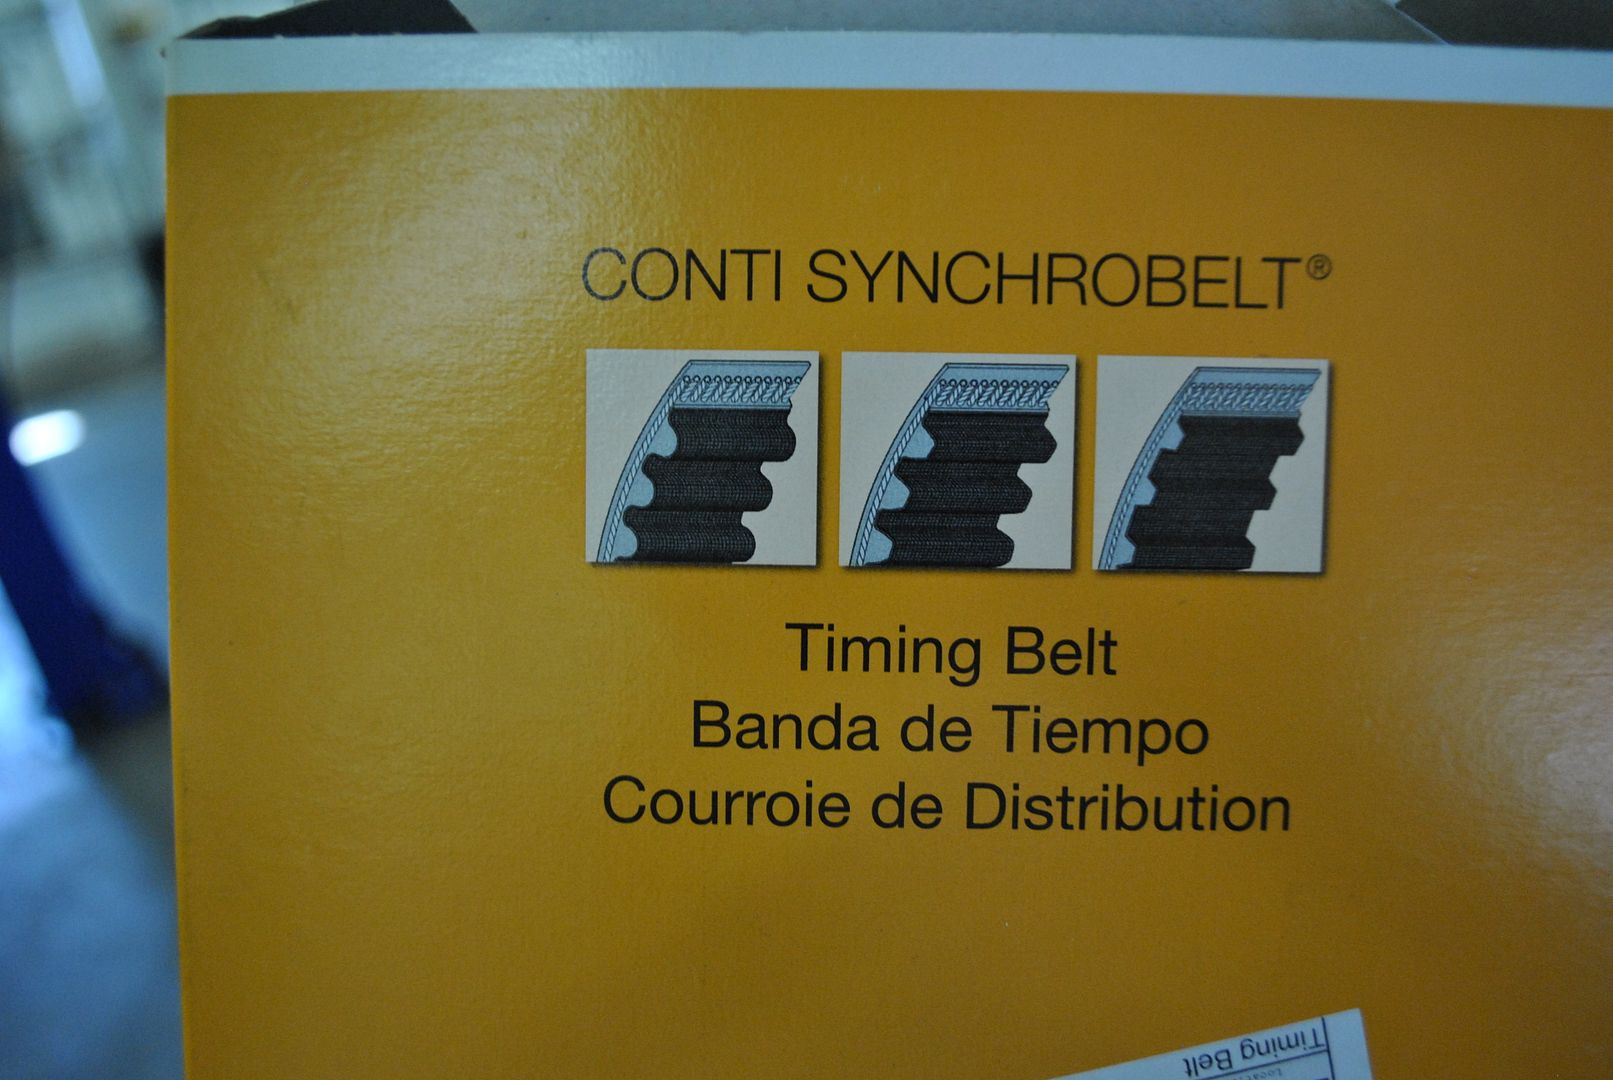 CONTI SYNCHROBELT®
Timing Belt
Banda de Tiempo
Courroie de Distribution
Timing Belt